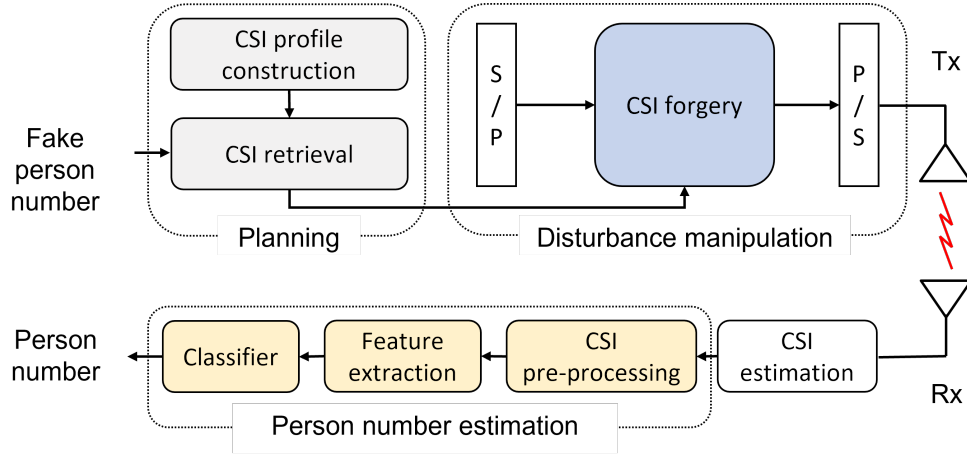 CSI profile
construction
CSI retrieval
Fake
person
number
Planning
S
/
P
CSI forgery
P
/
S
Disturbance manipulation
Tx
Person
number
Classifier
Feature
extraction
CSI
pre-processing
CSI
estimation
Rx
Person number estimation